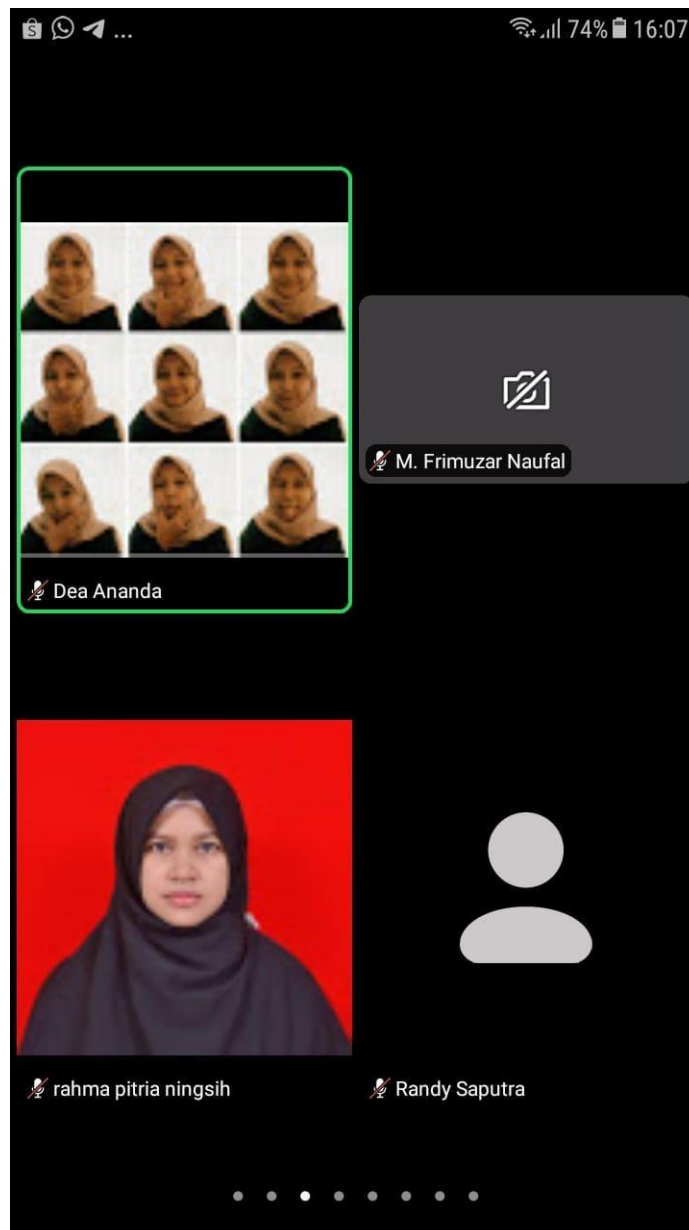 S ...
74% 16:07
M. Frimuzar Naufal
Dea Ananda
rahma pitria ningsih
Randy Saputra